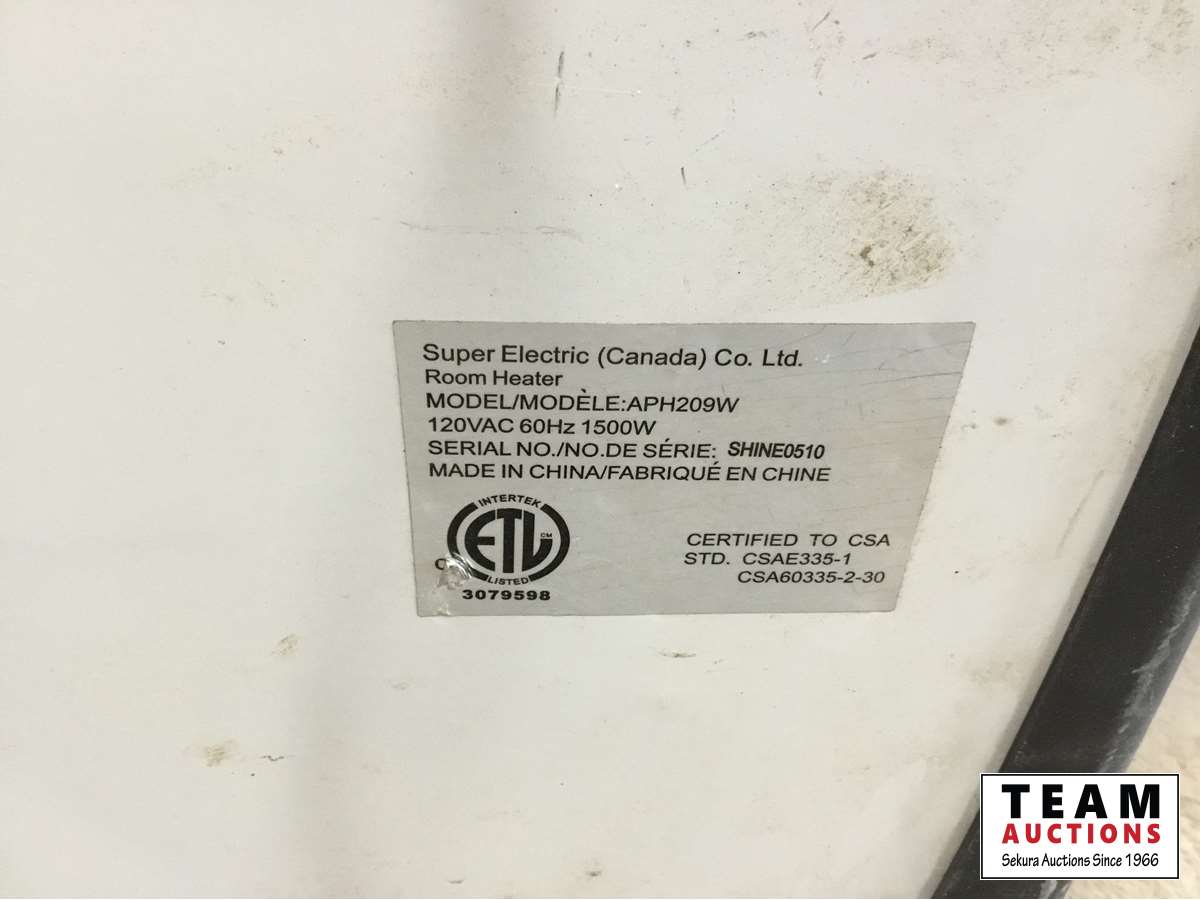 Super Electric (Canada) Co. Ltd.
Room Heater
MODEL/MODÈLE:APH209W
120VAC 60Hz 1500W
SERIAL NO./NO.DE SÉRIE: SHINE0510
MADE IN CHINA/FABRIQUÉ EN CHINE
INTERTEK
ETL CM
LISTED
3079598
CERTIFIED TO CSA
STD. CSAE335-1
CSA60335-2-30
TEAM
AUCTIONS
Sekura Auctions Since 1966